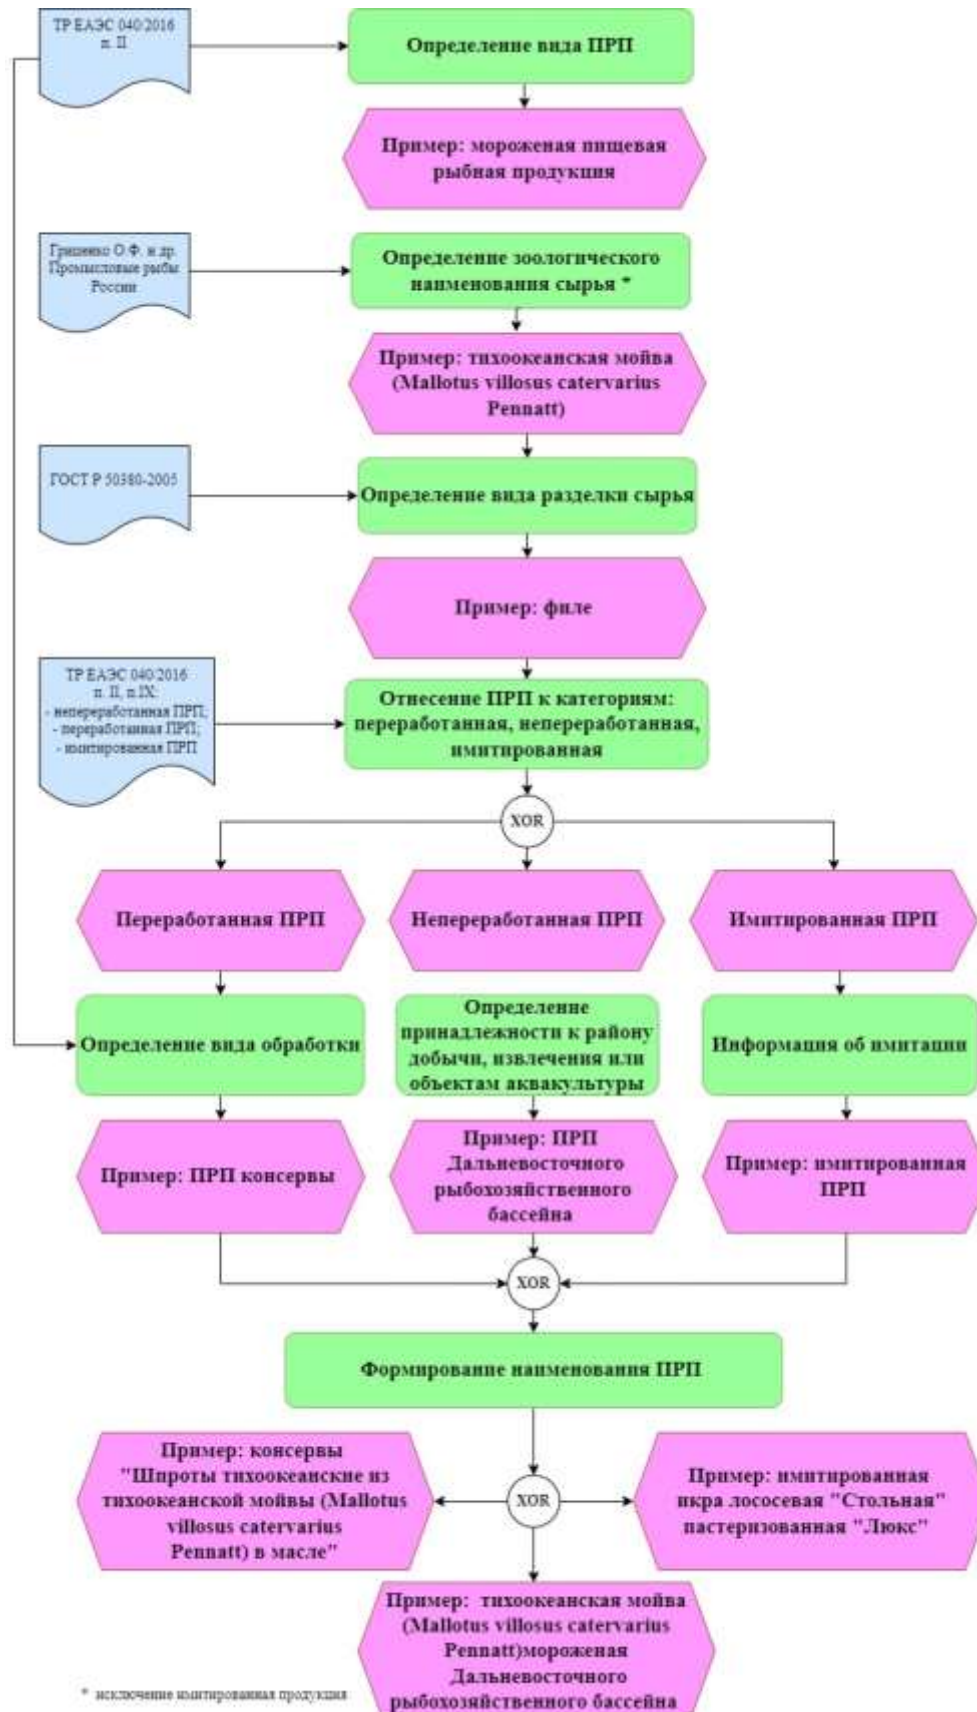 ТР ЕАЭС 040/2016
п. II
Определение вида ПРП
Пример: мороженая пищевая
рыбная продукция
Гриценко О.Ф. и др.
Промысловые рыбы
России
Определение зоологического
наименования сырья *
Пример: тихоокеанская мойва
(Mallotus villosus catervarius
Pennatt)
ГОСТ Р 50380-2005
Определение вида разделки сырья
Пример: филе
ТР ЕАЭС 040/2016
п. II, п.IX:
- непереработанная ПРП;
- переработанная ПРП;
- имитированная ПРП
Отнесение ПРП к категориям:
переработанная, непереработанная,
имитированная
XOR
Переработанная ПРП
Непереработанная ПРП
Имитированная ПРП
Определение вида обработки
Определение
принадлежности к району
добычи, извлечения или
объектам аквакультуры
Информация об имитации
Пример: ПРП консервы
Пример: ПРП
Дальневосточного
рыбохозяйственного
бассейна
Пример: имитированная
ПРП
XOR
Формирование наименования ПРП
Пример: консервы
"Шпроты тихоокеанские из
тихоокеанской мойвы (Mallotus
villosus catervarius
Pennatt) в масле"
XOR
Пример: имитированная
икра лососевая "Стольная"
пастеризованная "Люкс"
Пример: тихоокеанская мойва
(Mallotus villosus catervarius
Pennatt)мороженая
Дальневосточного
рыбохозяйственного бассейна
* исключение имитированная продукция